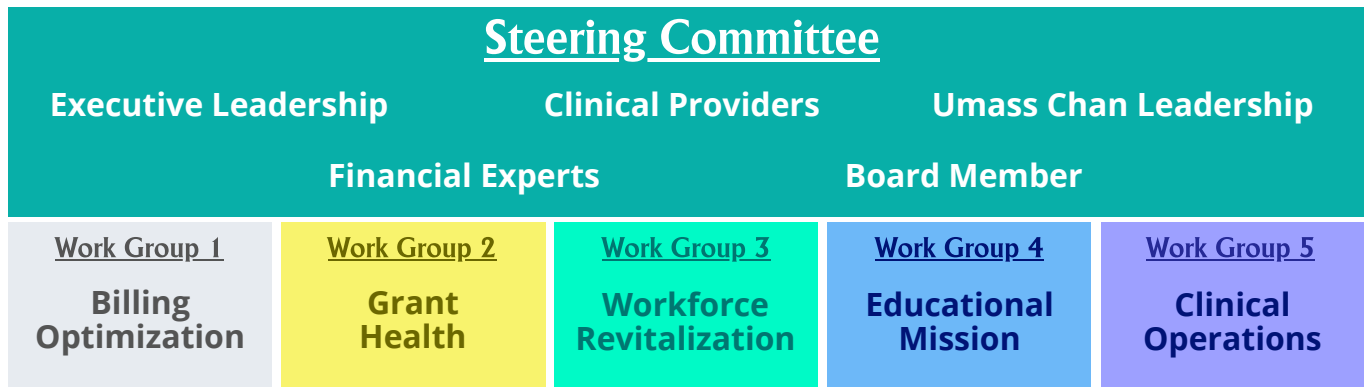 Steering Committee
Executive Leadership Clinical Providers Umass Chan Leadership
Financial Experts Board Member
Work Group 1 Work Group 2 Work Group 3 Work Group 4 Work Group 5
Billing Grant Workforce Educational Clinical
Optimization Health Revitalization Mission Operations